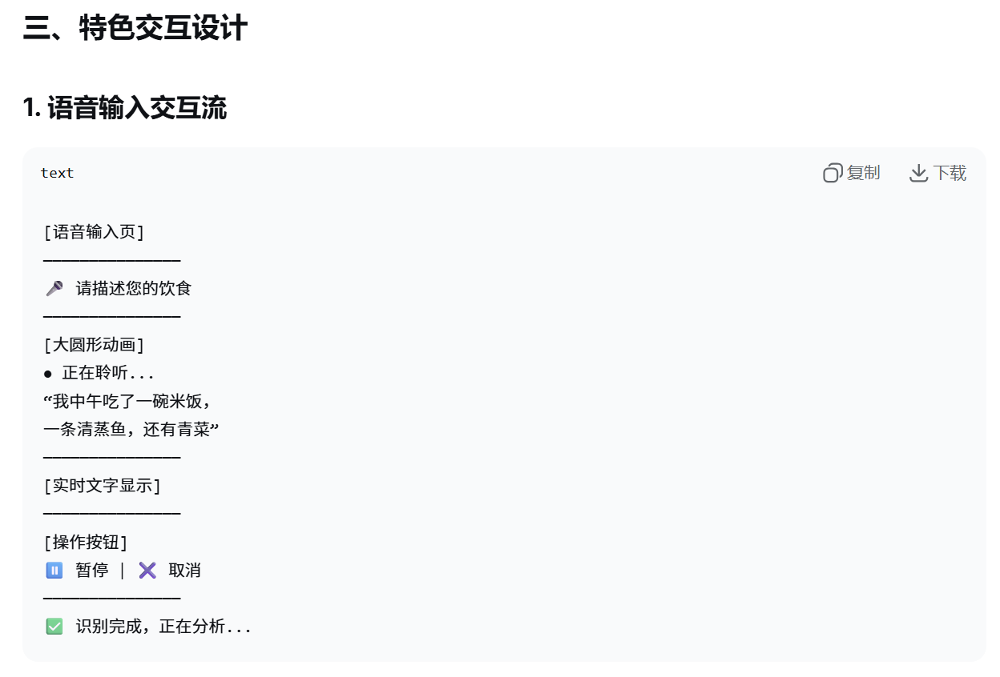 三、特色交互设计
1. 语音输入交互流
text 复制 下载
[语音输入页]
———————————————
🎤 请描述您的饮食
———————————————
[大圆形动画]
● 正在聆听...
“我中午吃了一碗米饭，
一条清蒸鱼，还有青菜”
———————————————
[实时文字显示]
———————————————
[操作按钮]
⏸️ 暂停 | ❌ 取消
———————————————
✅ 识别完成，正在分析...